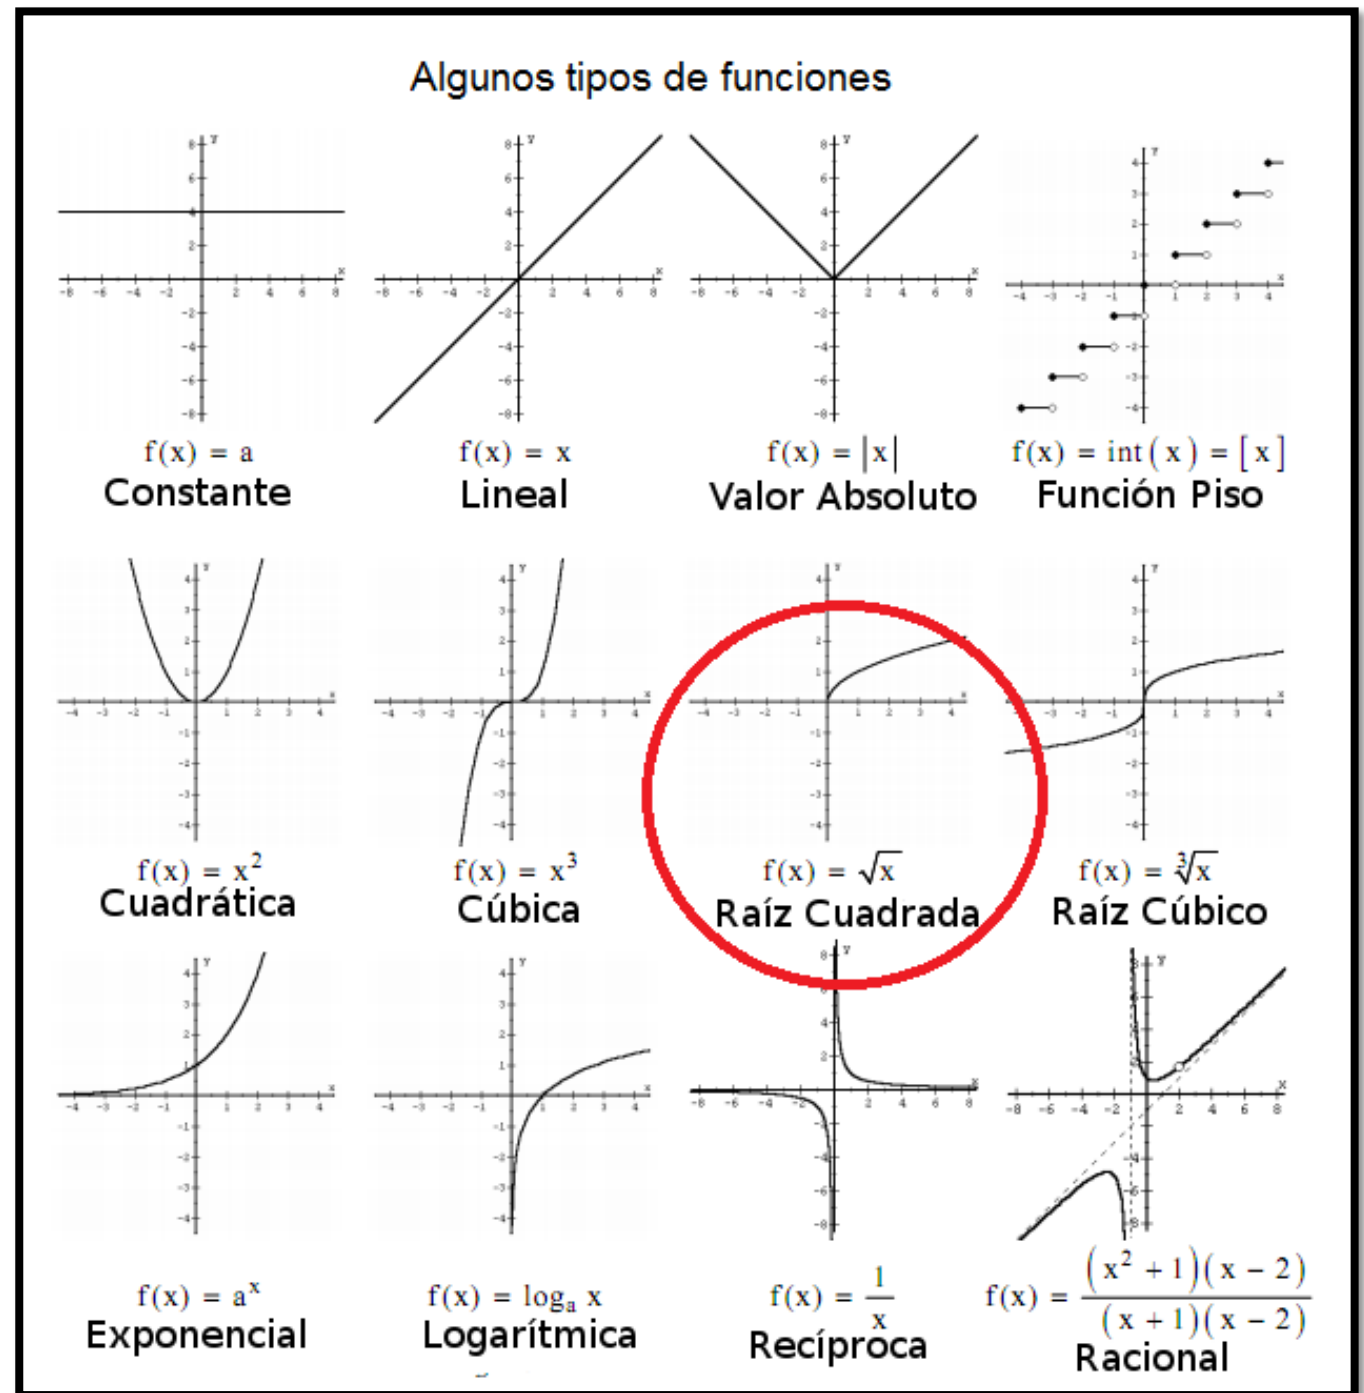 Algunos tipos de funciones
f(x) = a
Constante
f(x) = x
Lineal
f(x) = |x|
Valor Absoluto
f(x) = int(x) = [x]
Función Piso
f(x) = x²
Cuadrática
f(x) = x³
Cúbica
f(x) = √x
Raíz Cuadrada
f(x) = ∛x
Raíz Cúbico
f(x) = aˣ
Exponencial
f(x) = logₐ x
Logarítmica
f(x) = 1/x
Recíproca
f(x) = (x² + 1)(x − 2) / (x + 1)(x − 2)
Racional